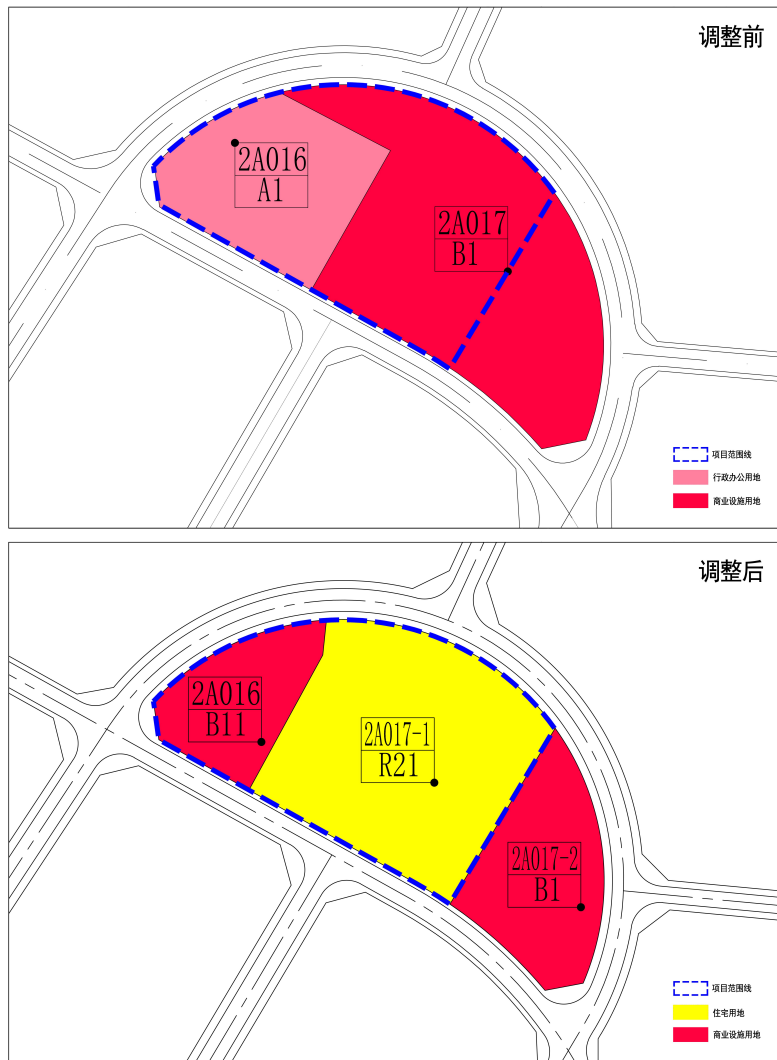 调整前
2A016
A1
2A017
B1
项目范围线
行政办公用地
商业设施用地
调整后
2A016
B11
2A017-1
R21
2A017-2
B1
项目范围线
住宅用地
商业设施用地